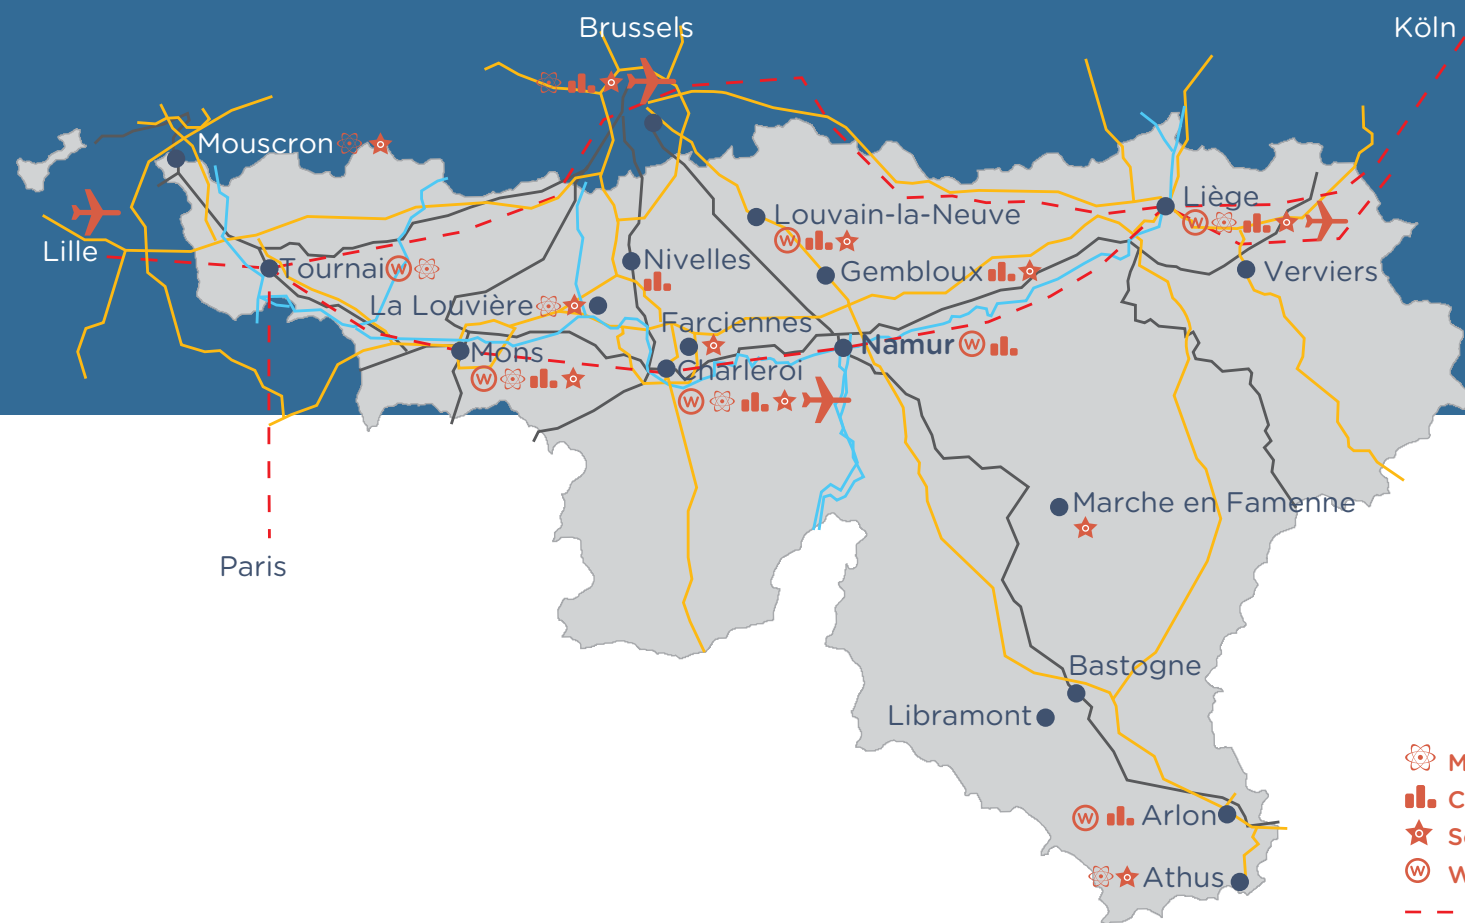 Brussels
Köln
Mouscron
Liège
Louvain-la-Neuve
Lille
Nivelles
Tournai W
Gembloux
Verviers
W
W
La Louvière
Farciennes
Namur W
Mons
Charleroi
W
W
Marche en Famenne
Paris
Bastogne
Libramont
W Arlon
Athus
M
C
W
W